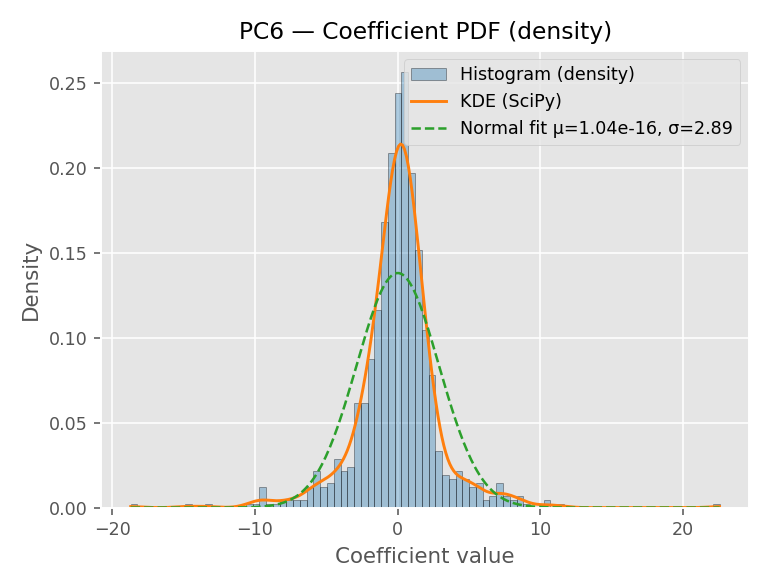 PC6 — Coefficient PDF (density)
Histogram (density)
KDE (SciPy)
Normal fit μ=1.04e-16, σ=2.89
0.25
0.20
0.15
0.10
0.05
0.00
Density
−20
−10
0
10
20
Coefficient value